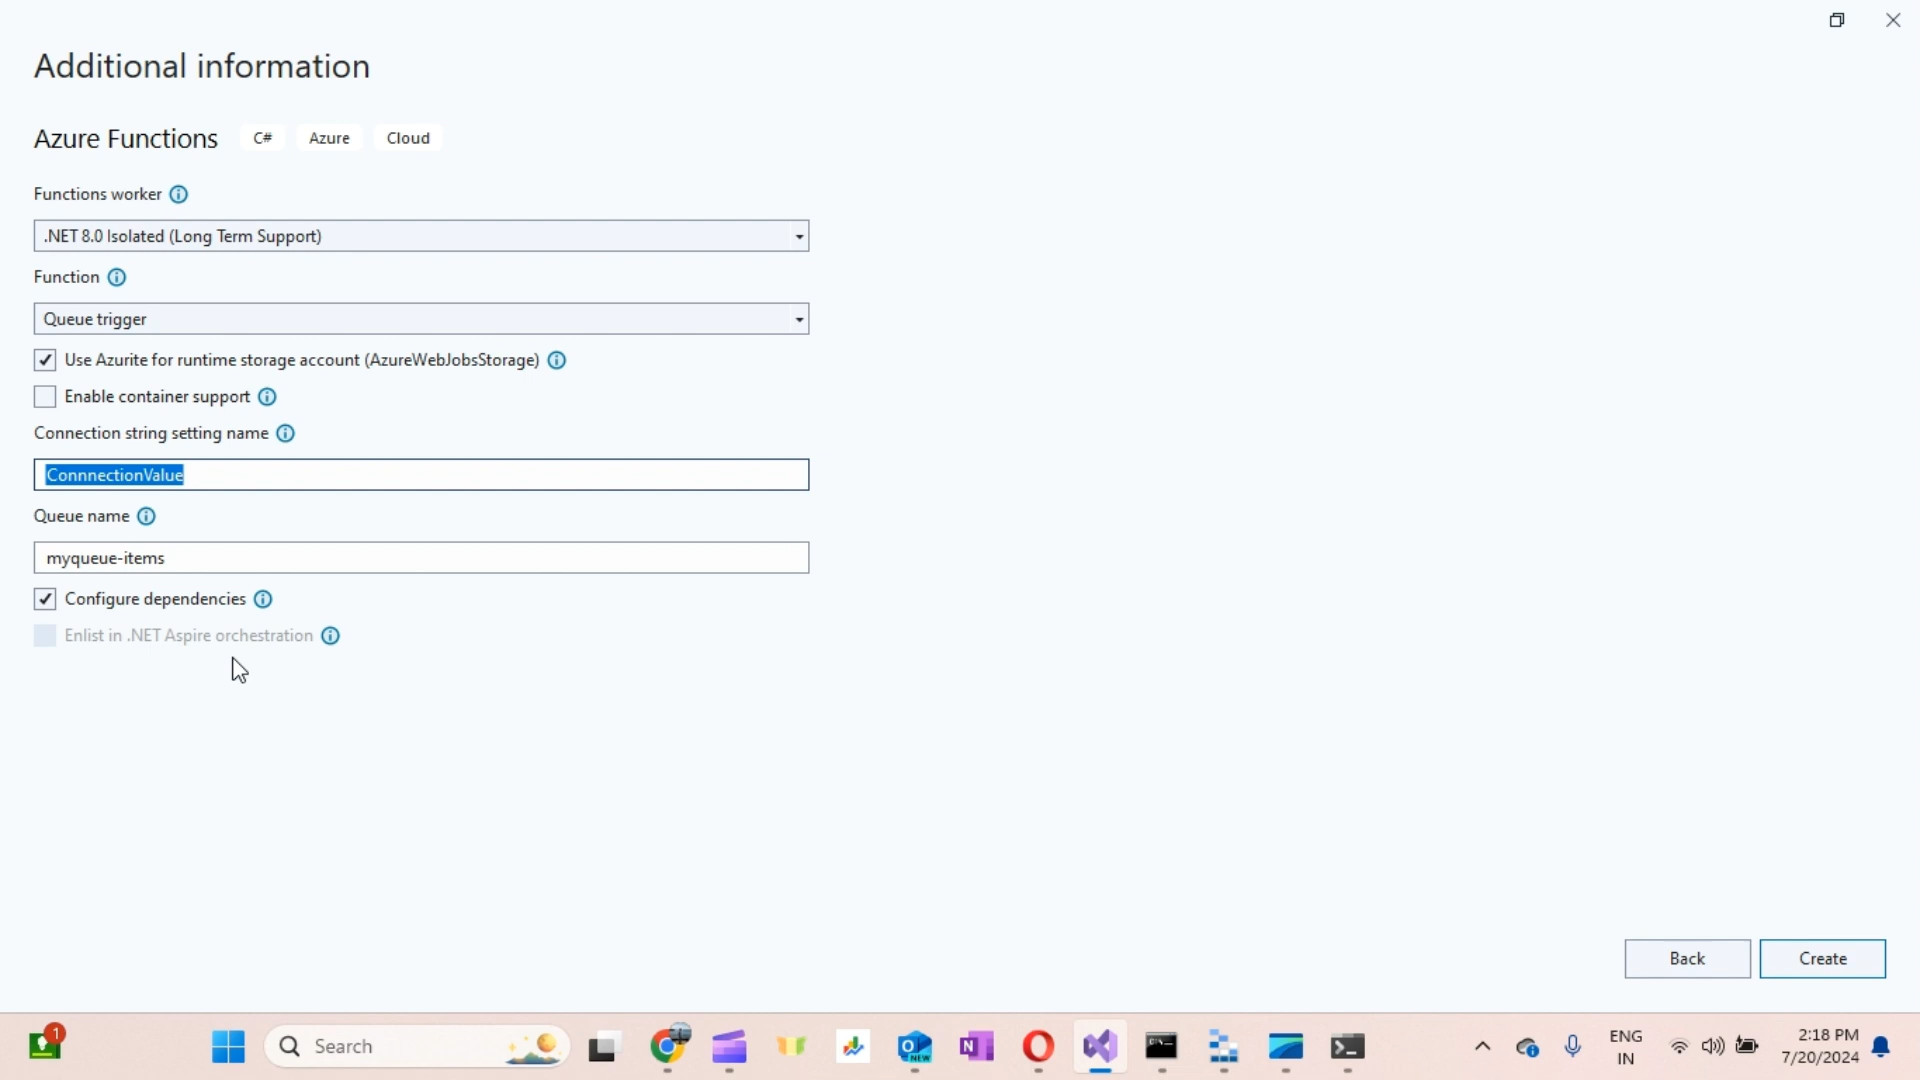 Additional information
Azure Functions C# Azure Cloud
Functions worker
.NET 8.0 Isolated (Long Term Support)
Function
Queue trigger
Use Azurite for runtime storage account (AzureWebJobsStorage)
Enable container support
Connection string setting name
ConnnectionValue
Queue name
myqueue-items
Configure dependencies
Enlist in .NET Aspire orchestration
Back Create
1
Search
NEW
N
ENG
IN
2:18 PM
7/20/2024